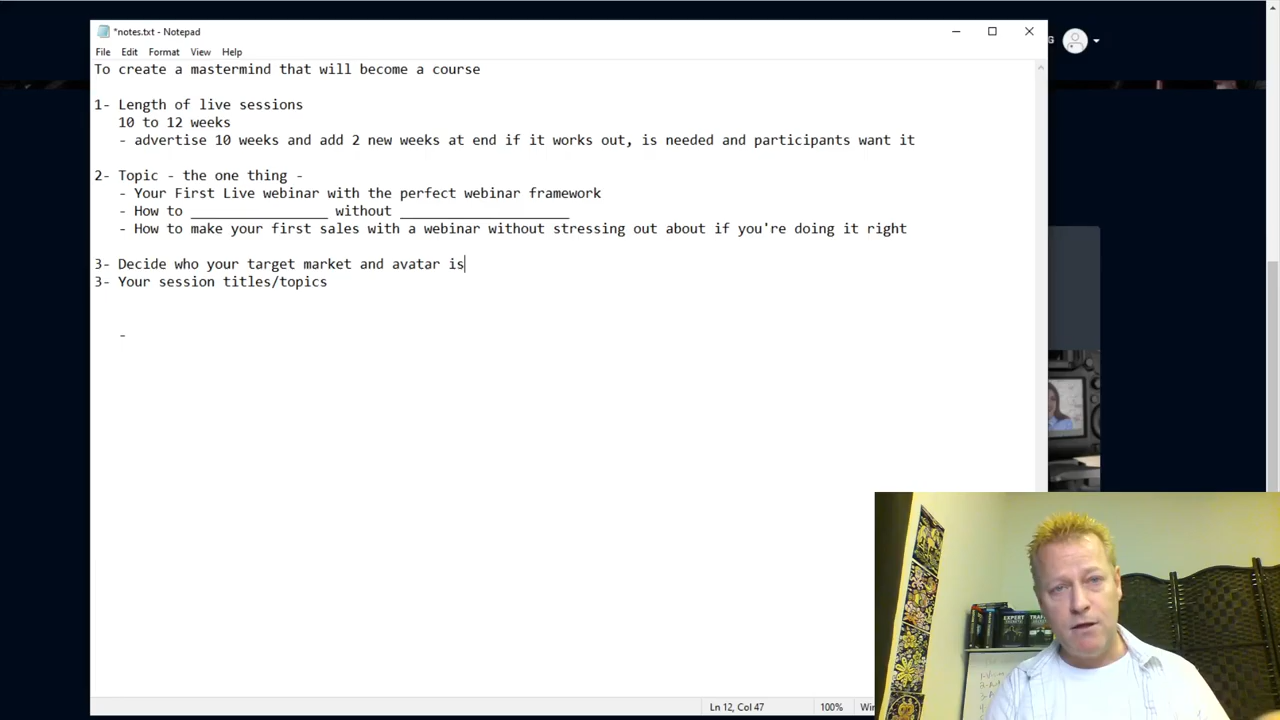 *notes.txt - Notepad
File Edit Format View Help
G
To create a mastermind that will become a course
1- Length of live sessions
10 to 12 weeks
- advertise 10 weeks and add 2 new weeks at end if it works out, is needed and participants want it
2- Topic - the one thing -
- Your First Live webinar with the perfect webinar framework
- How to _________________ without _____________________
- How to make your first sales with a webinar without stressing out about if you're doing it right
3- Decide who your target market and avatar is
3- Your session titles/topics
-
EXPERT
Ln 12, Col 47 100% Win